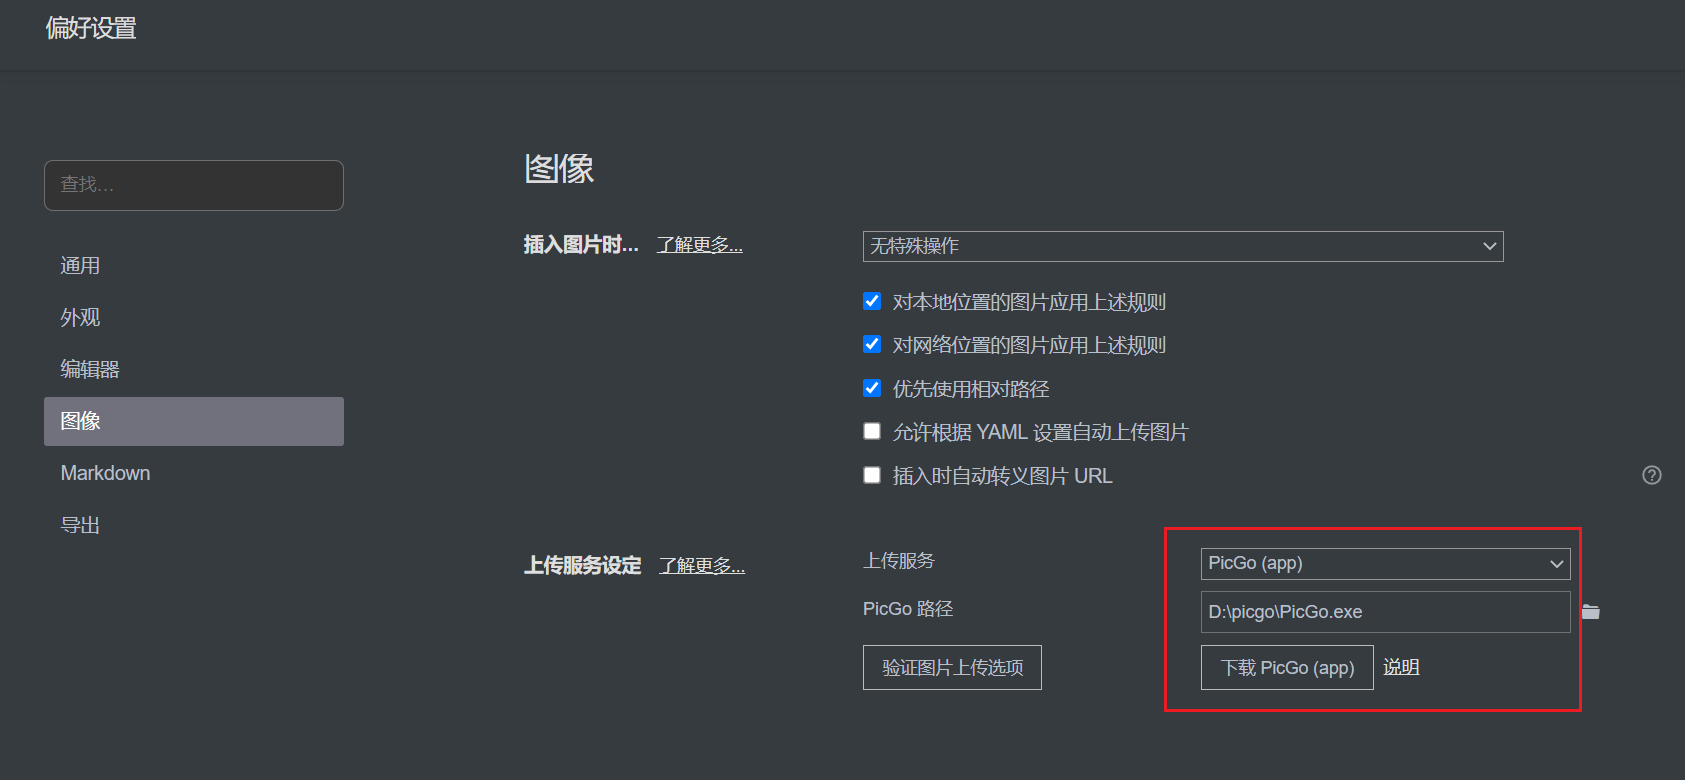 偏好设置
查找...
通用
外观
编辑器
图像
Markdown
导出
图像
插入图片时... 了解更多...
无特殊操作
对本地位置的图片应用上述规则
对网络位置的图片应用上述规则
优先使用相对路径
允许根据 YAML 设置自动上传图片
插入时自动转义图片 URL
?
上传服务设定 了解更多...
上传服务 PicGo (app)
PicGo 路径 D:\picgo\PicGo.exe
验证图片上传选项 下载 PicGo (app) 说明